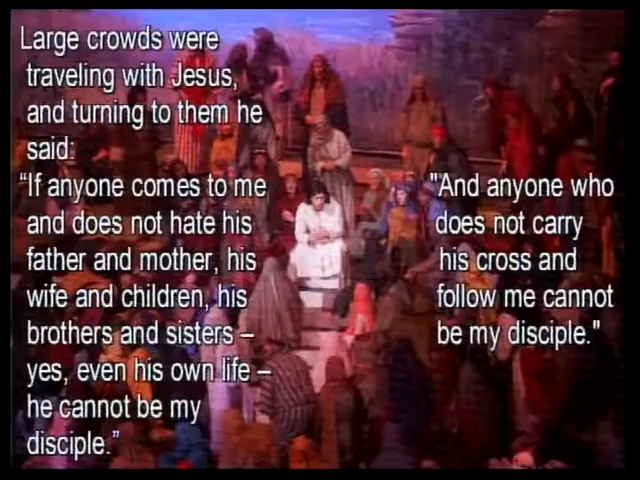 Large crowds were
traveling with Jesus,
and turning to them he
said:
“If anyone comes to me
and does not hate his
father and mother, his
wife and children, his
brothers and sisters –
yes, even his own life –
he cannot be my
disciple.”
"And anyone who
does not carry
his cross and
follow me cannot
be my disciple."